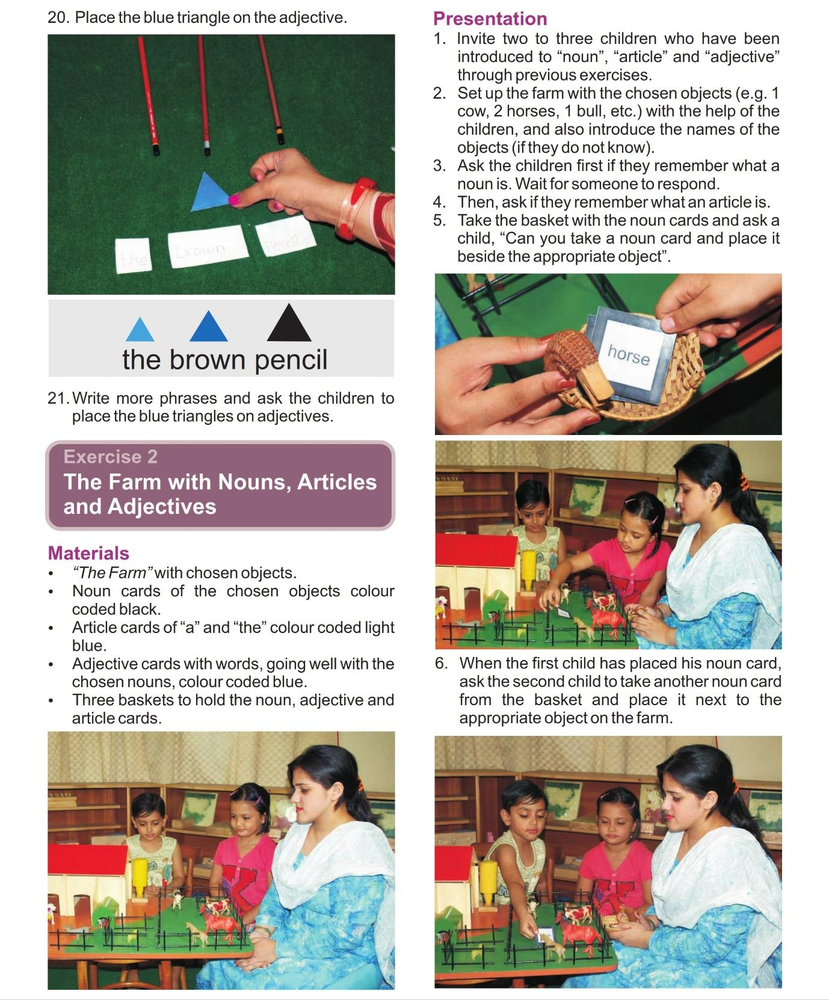 20. Place the blue triangle on the adjective.
the
brown
pencil
the brown pencil
21. Write more phrases and ask the children to
place the blue triangles on adjectives.
Exercise 2
The Farm with Nouns, Articles
and Adjectives
Materials
• “The Farm” with chosen objects.
• Noun cards of the chosen objects colour
coded black.
• Article cards of “a” and “the” colour coded light
blue.
• Adjective cards with words, going well with the
chosen nouns, colour coded blue.
• Three baskets to hold the noun, adjective and
article cards.
Presentation
1. Invite two to three children who have been
introduced to “noun”, “article” and “adjective”
through previous exercises.
2. Set up the farm with the chosen objects (e.g. 1
cow, 2 horses, 1 bull, etc.) with the help of the
children, and also introduce the names of the
objects (if they do not know).
3. Ask the children first if they remember what a
noun is. Wait for someone to respond.
4. Then, ask if they remember what an article is.
5. Take the basket with the noun cards and ask a
child, “Can you take a noun card and place it
beside the appropriate object”.
horse
6. When the first child has placed his noun card,
ask the second child to take another noun card
from the basket and place it next to the
appropriate object on the farm.